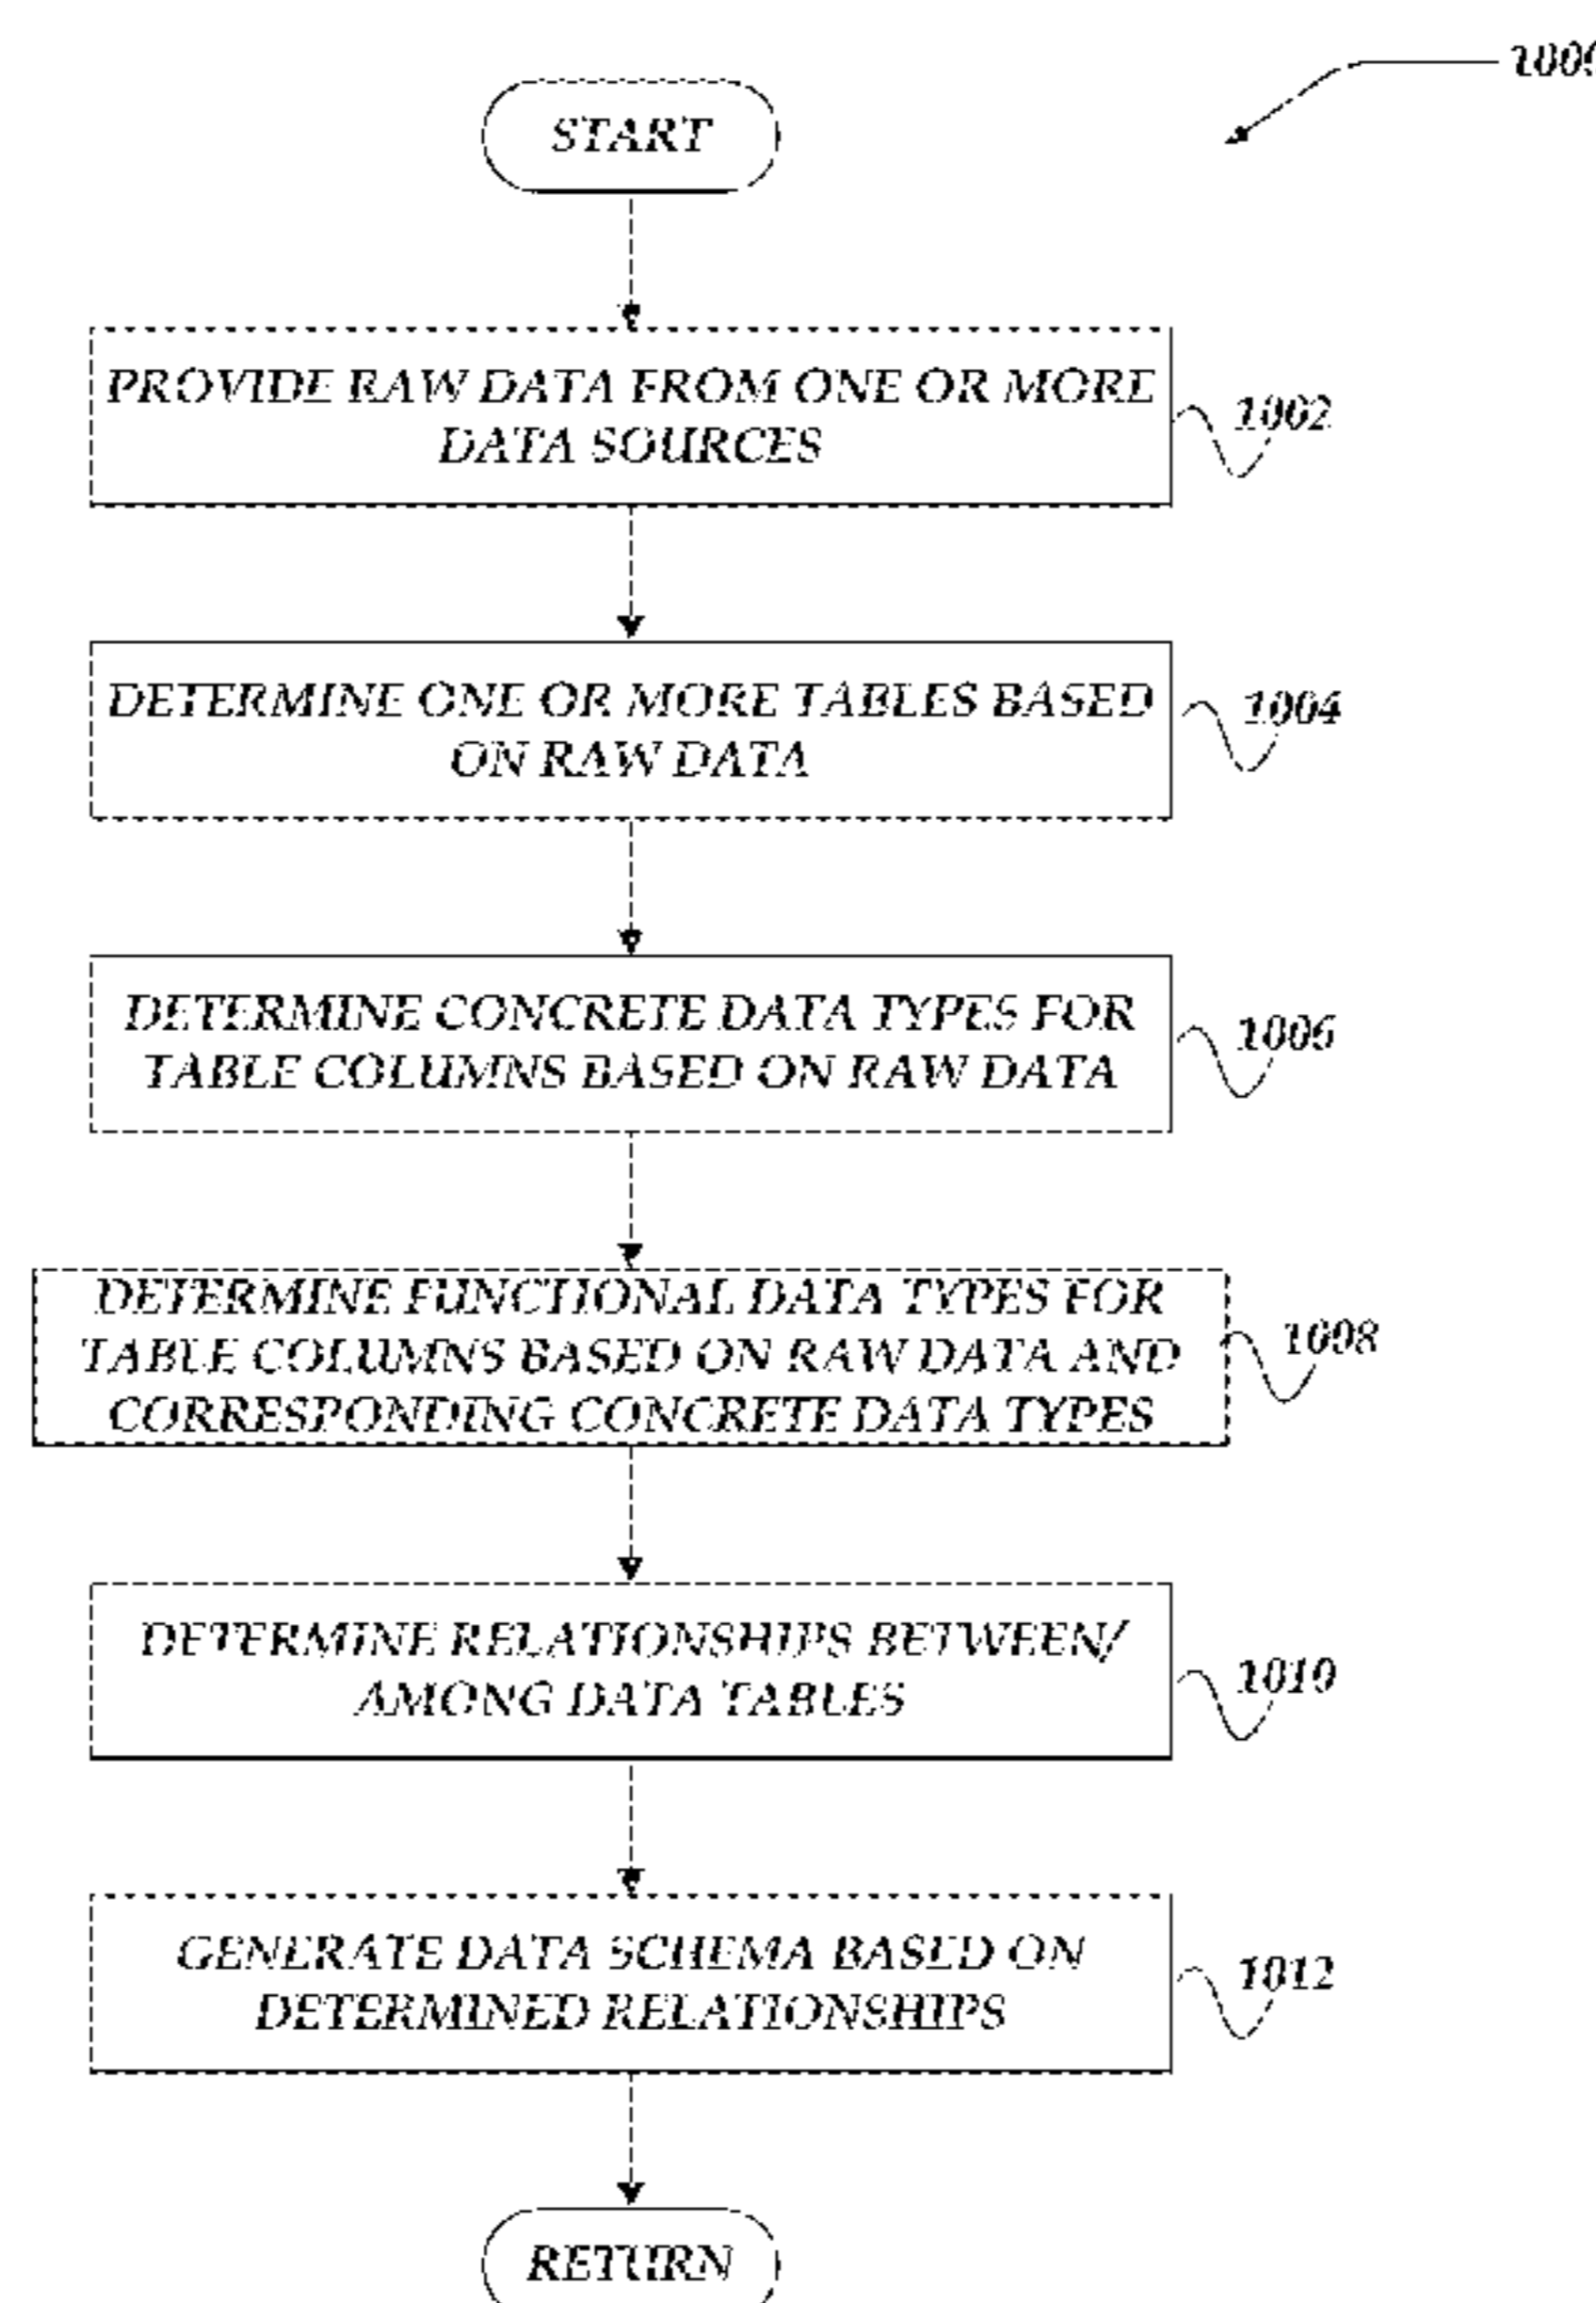 START
PROVIDE RAW DATA FROM ONE OR MORE
DATA SOURCES
1002
DETERMINE ONE OR MORE TABLES BASED
ON RAW DATA
1004
DETERMINE CONCRETE DATA TYPES FOR
TABLE COLUMNS BASED ON RAW DATA
1006
DETERMINE FUNCTIONAL DATA TYPES FOR
TABLE COLUMNS BASED ON RAW DATA AND
CORRESPONDING CONCRETE DATA TYPES
1008
DETERMINE RELATIONSHIPS BETWEEN/
AMONG DATA TABLES
1010
GENERATE DATA SCHEMA BASED ON
DETERMINED RELATIONSHIPS
1012
RETURN